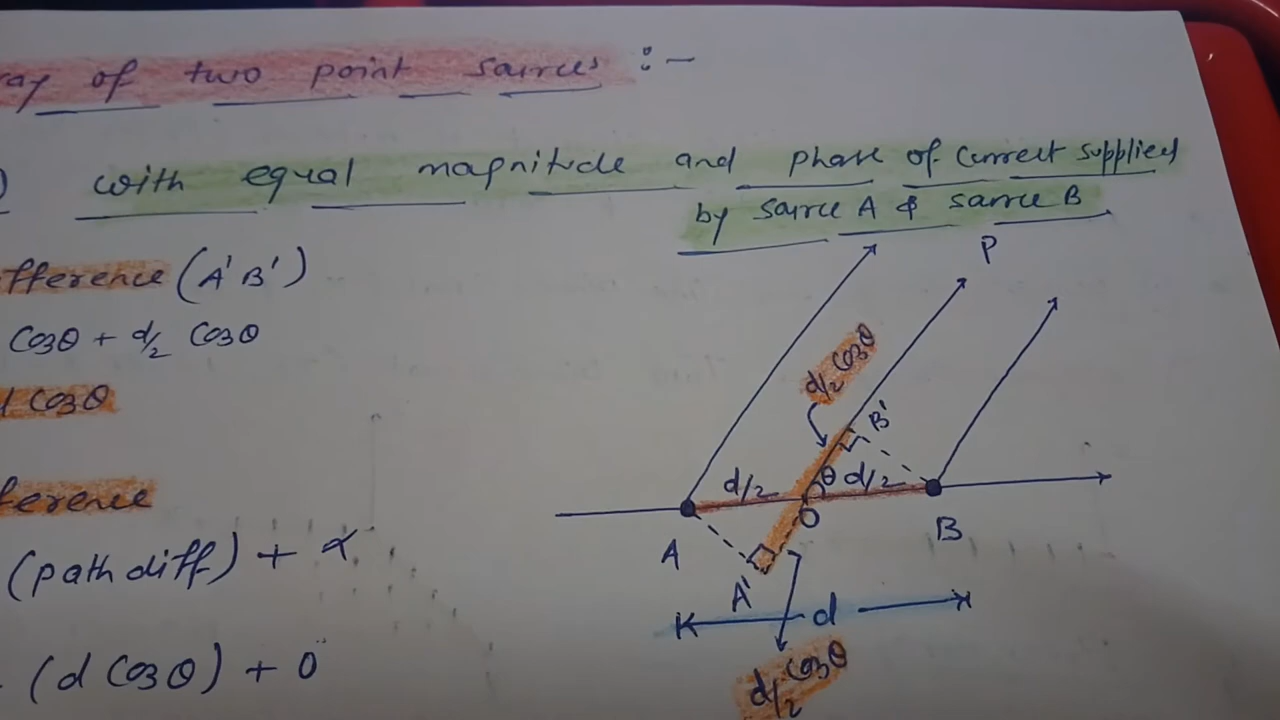 ray of two point sources :-
) with equal magnitude and phase of current supplied
by source A & source B
fference (A'B')
Cosθ + d/2 Cosθ
d Cosθ
ference
(path diff) + α
(d Cosθ) + 0
P
d/2 Cosθ
B'
d/2
θ
d/2
O
A
B
A'
d
d/2 Cosθ